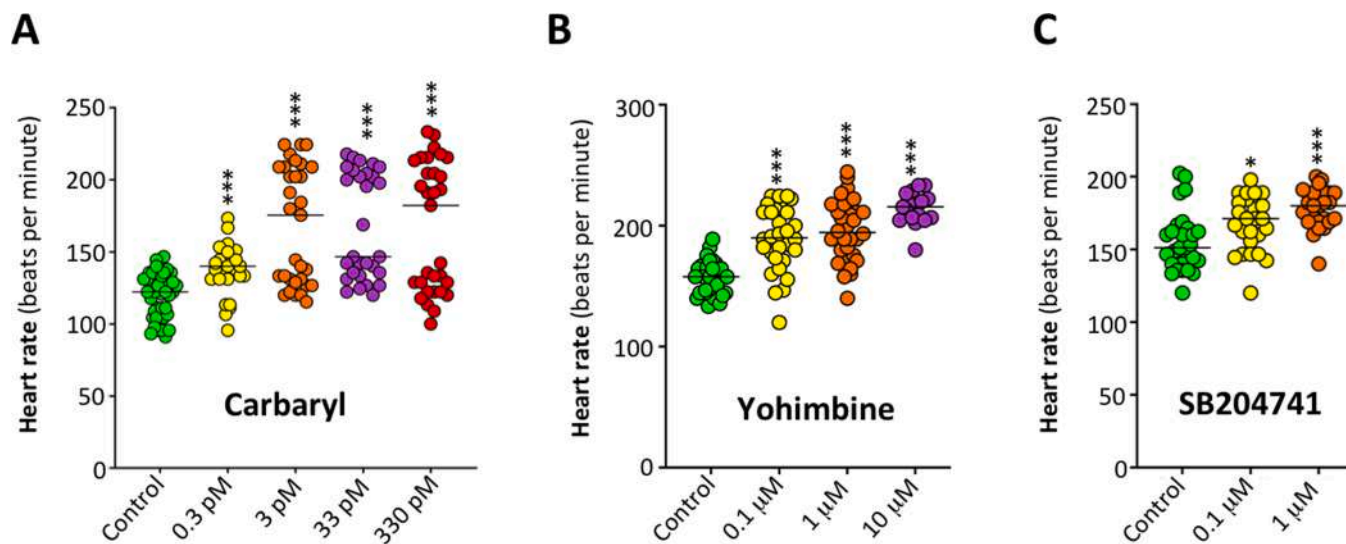 A
Heart rate (beats per minute)
250
200
150
100
50
0
***
***
***
***
Carbaryl
Control
0.3 pM
3 pM
33 pM
330 pM
B
Heart rate (beats per minute)
300
200
100
0
***
***
***
Yohimbine
Control
0.1 µM
1 µM
10 µM
C
Heart rate (beats per minute)
250
200
150
100
50
0
*
***
SB204741
Control
0.1 µM
1 µM